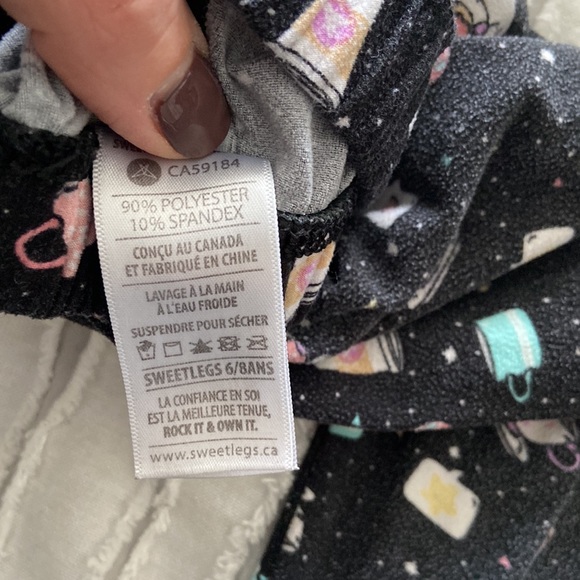 CA59184
90% POLYESTER
10% SPANDEX
CONÇU AU CANADA
ET FABRIQUÉ EN CHINE
LAVAGE À LA MAIN
À L'EAU FROIDE
SUSPENDRE POUR SÉCHER
SWEETLEGS 6/8ANS
LA CONFIANCE EN SOI
EST LA MEILLEURE TENUE,
ROCK IT & OWN IT.
www.sweetlegs.ca